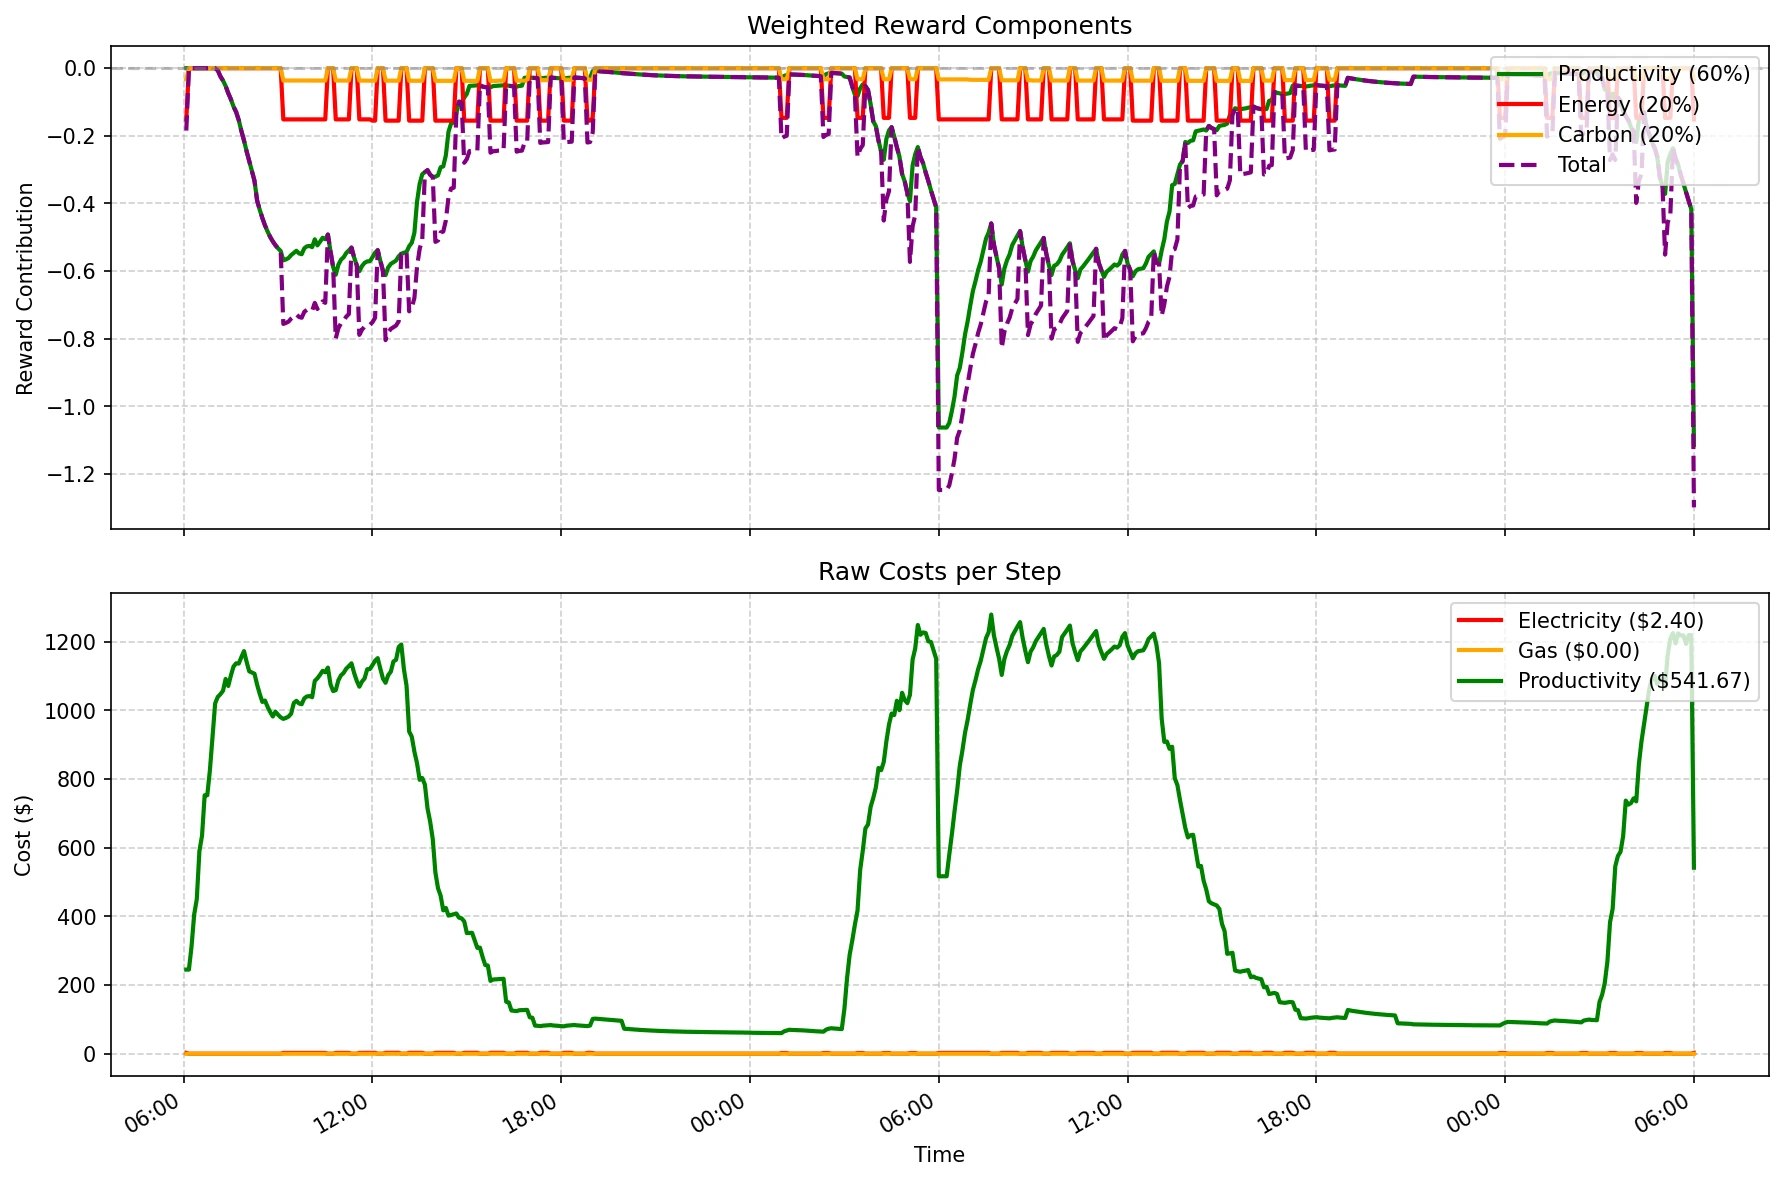 Weighted Reward Components
Reward Contribution
0.0
−0.2
−0.4
−0.6
−0.8
−1.0
−1.2
Productivity (60%)
Energy (20%)
Carbon (20%)
Total
Raw Costs per Step
Cost ($)
1200
1000
800
600
400
200
0
Electricity ($2.40)
Gas ($0.00)
Productivity ($541.67)
06:00
12:00
18:00
00:00
06:00
12:00
18:00
00:00
06:00
Time